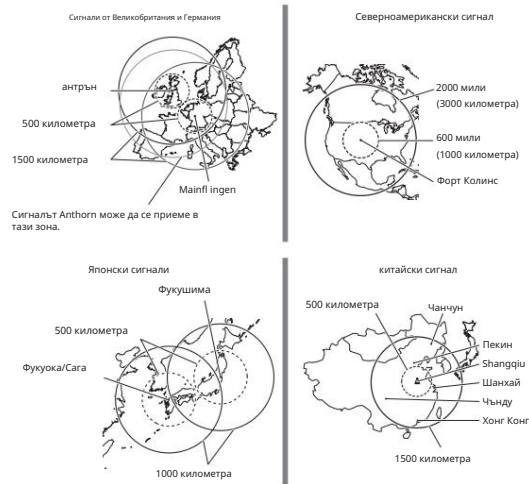 Сигнали от Великобритания и Германия
антрън
500 километра
1500 километра
Mainfl ingen
Сигналът Anthorn може да се приеме в
тази зона.
Северноамерикански сигнал
2000 мили
(3000 километра)
600 мили
(1000 километра)
Форт Колинс
Японски сигнали
Фукушима
500 километра
Фукуока/Сага
1000 километра
китайски сигнал
500 километра
Чанчун
Пекин
Shangqiu
Шанхай
Чънду
Хонг Конг
1500 километра